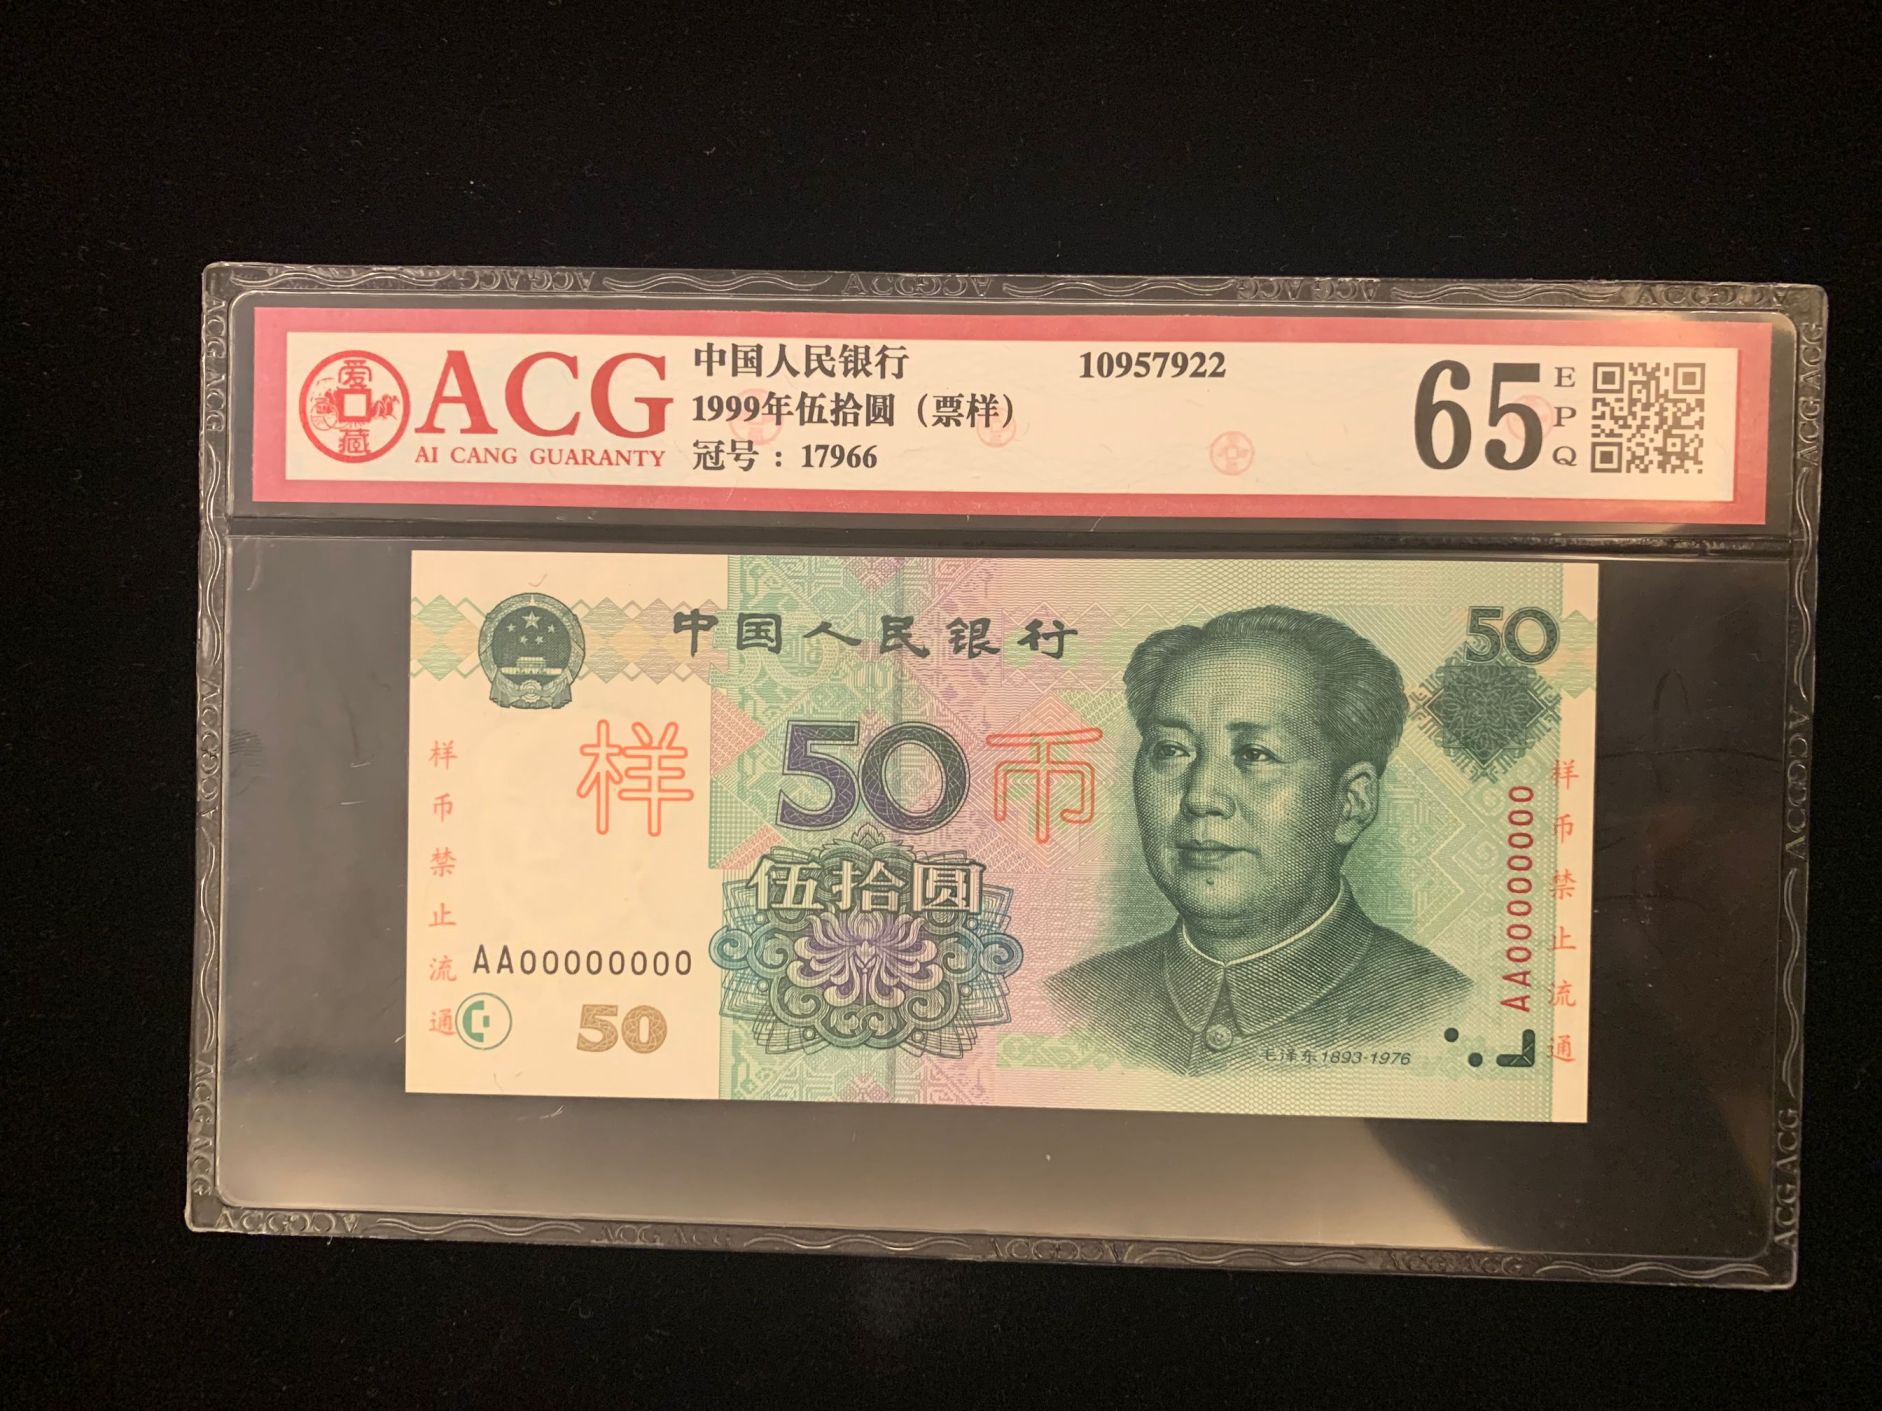 爱藏
ACG
AI CANG GUARANTY
中国人民银行
10957922
1999年伍拾圆（票样）
冠号：17966
65
EPQ
中国人民银行
50
样币
50
伍拾圆
样币禁止流通
AA00000000
50
毛泽东1893-1976
AA00000000
样币禁止流通